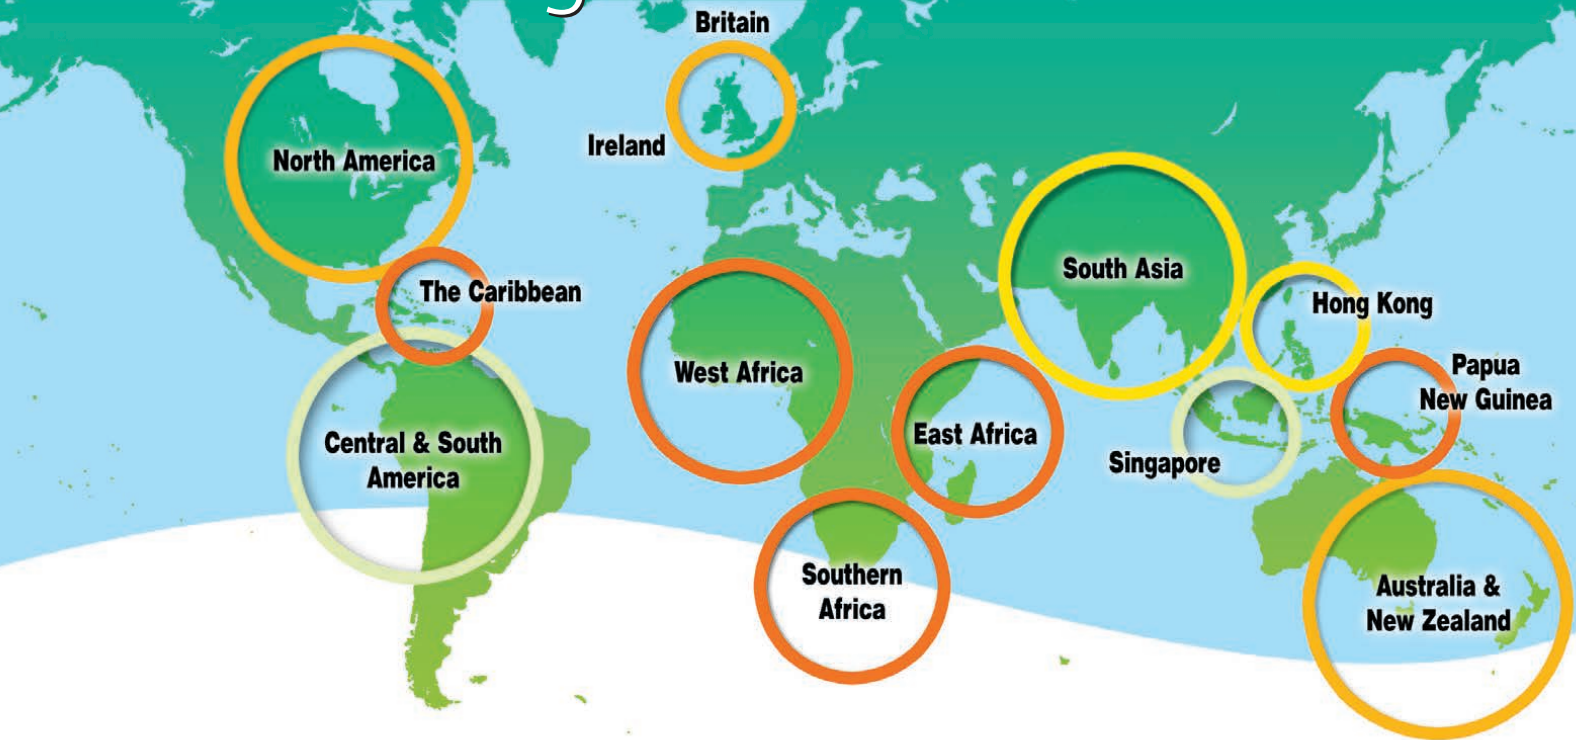 Britain
Ireland
North America
The Caribbean
Central & South
America
West Africa
East Africa
Southern
Africa
South Asia
Hong Kong
Singapore
Papua
New Guinea
Australia &
New Zealand